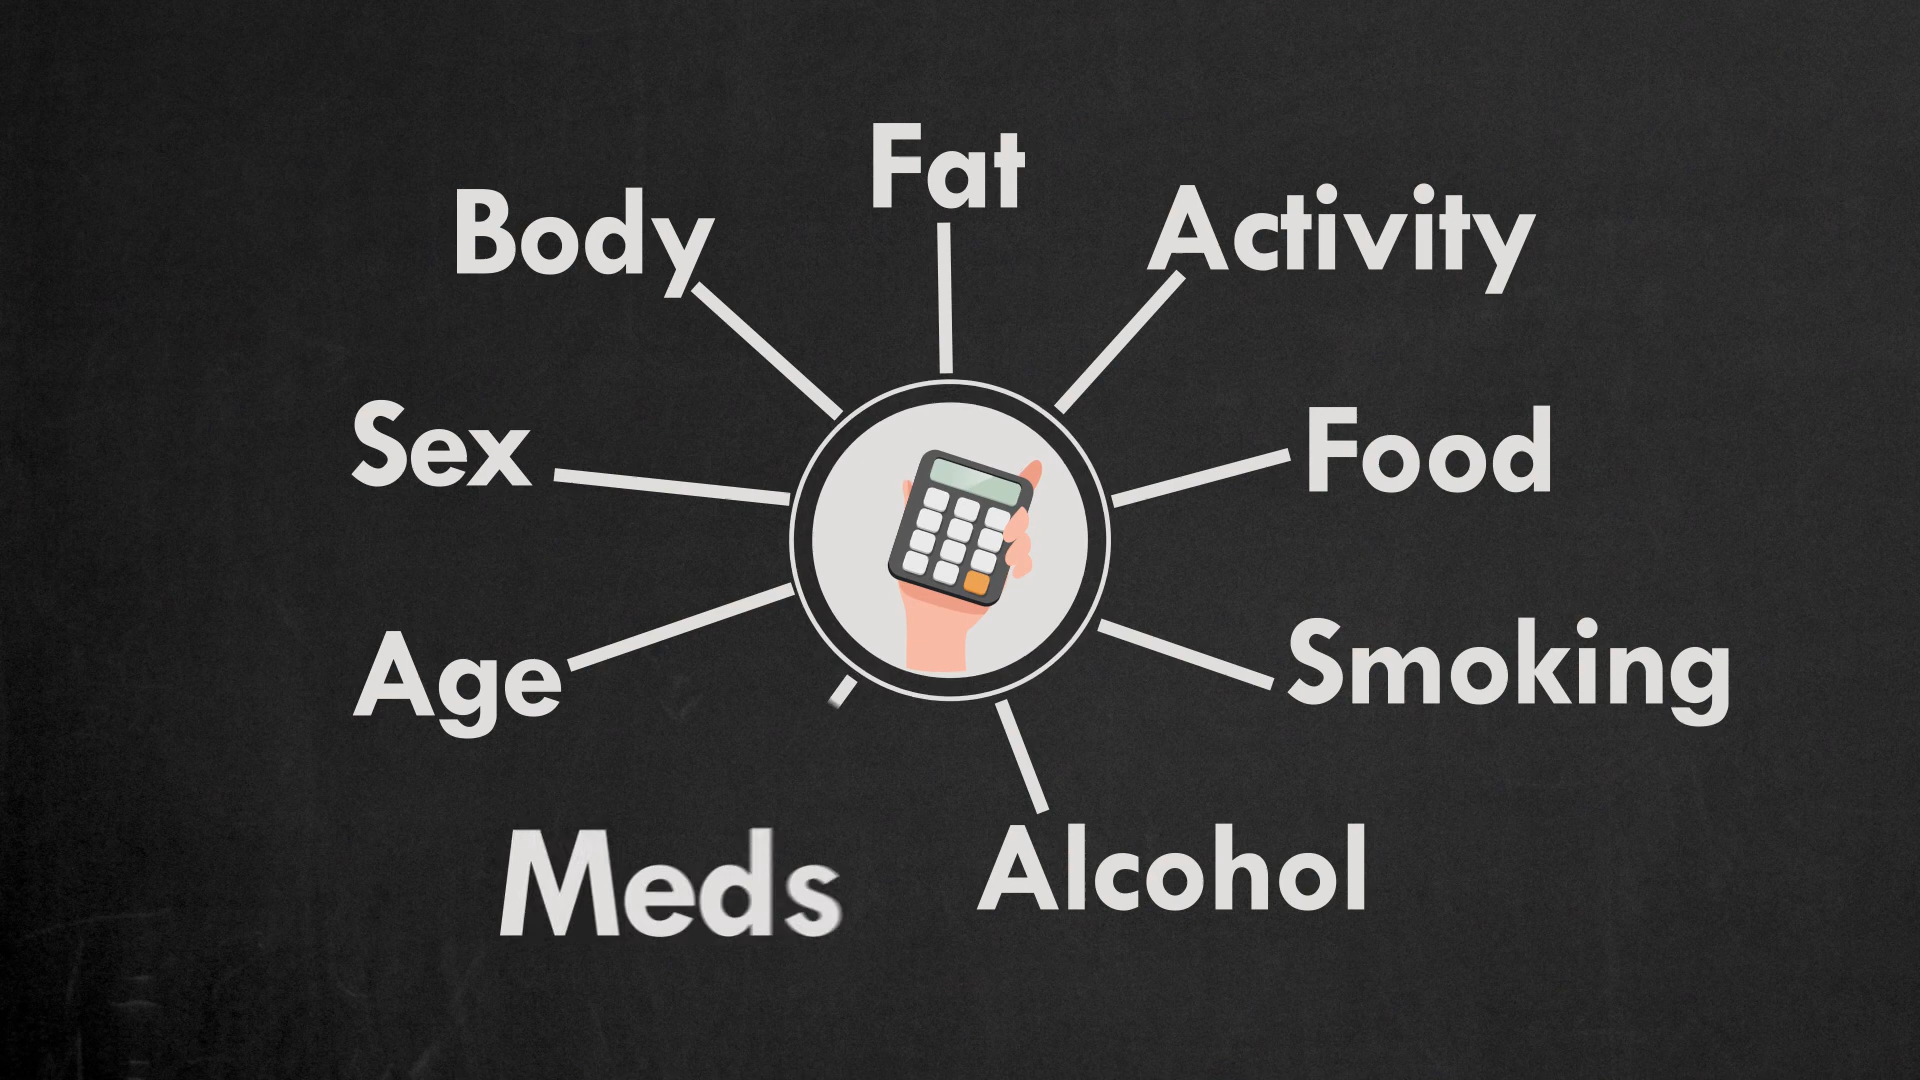 Fat
Body
Activity
Sex
Food
Age
Smoking
Meds
Alcohol